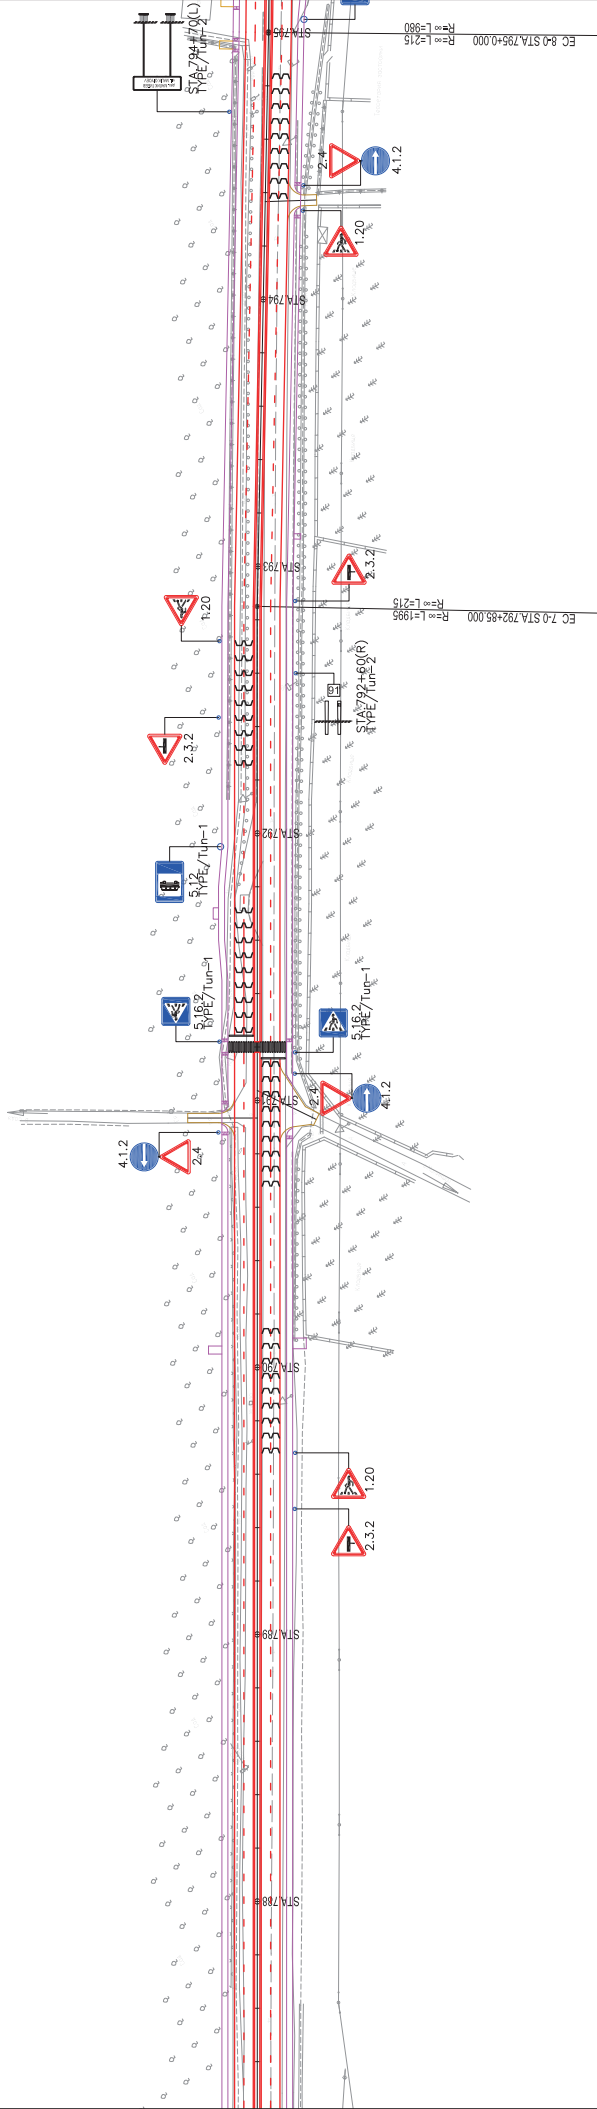 STA.794+70(L)
TYPE/Tun-2
STA.795
R=∞ L=980
R=∞ L=215
EC 8-0 STA.795+0.000
2.4
4.1.2
1.20
STA.794
STA.793
2.3.2
1.20
R=∞ L=215
R=∞ L=1995
EC 7-0 STA.792+85.000
91
STA.792+60(R)
TYPE/Tun-2
2.3.2
STA.792
5.12
TYPE/Tun-1
5.16.2
TYPE/Tun-1
5.16.2
TYPE/Tun-1
2.4
4.1.2
4.1.2
2.4
STA.790
1.20
2.3.2
STA.789
STA.788